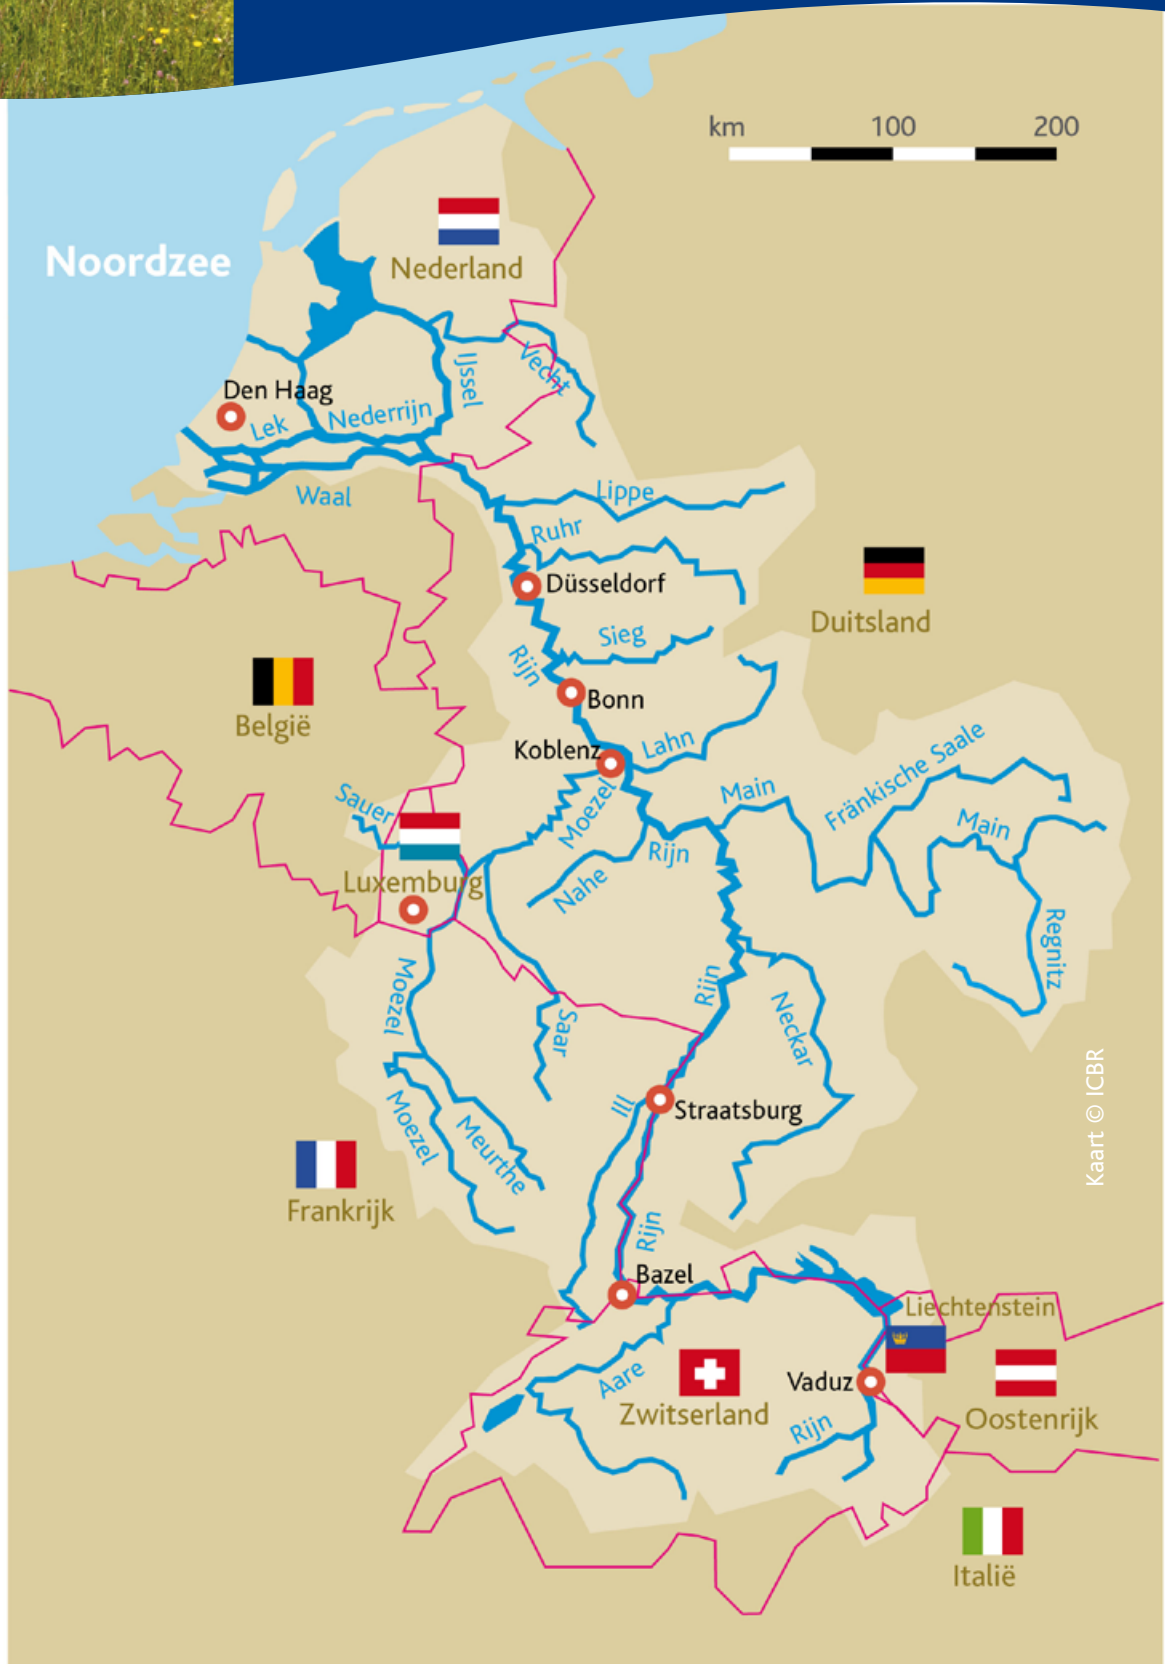 km 100 200
Noordzee
Nederland
Vecht
IJssel
Den Haag
Lek
Nederrijn
Waal
Lippe
Ruhr
Düsseldorf
Duitsland
Sieg
Rijn
België
Bonn
Koblenz
Lahn
Fränkische Saale
Main
Main
Sauer
Moezel
Rijn
Nahe
Luxemburg
Regnitz
Moezel
Rijn
Neckar
Saar
Kaart © ICBR
Ill
Straatsburg
Moezel
Meurthe
Frankrijk
Rijn
Bazel
Liechtenstein
Aare
Zwitserland
Vaduz
Rijn
Oostenrijk
Italië